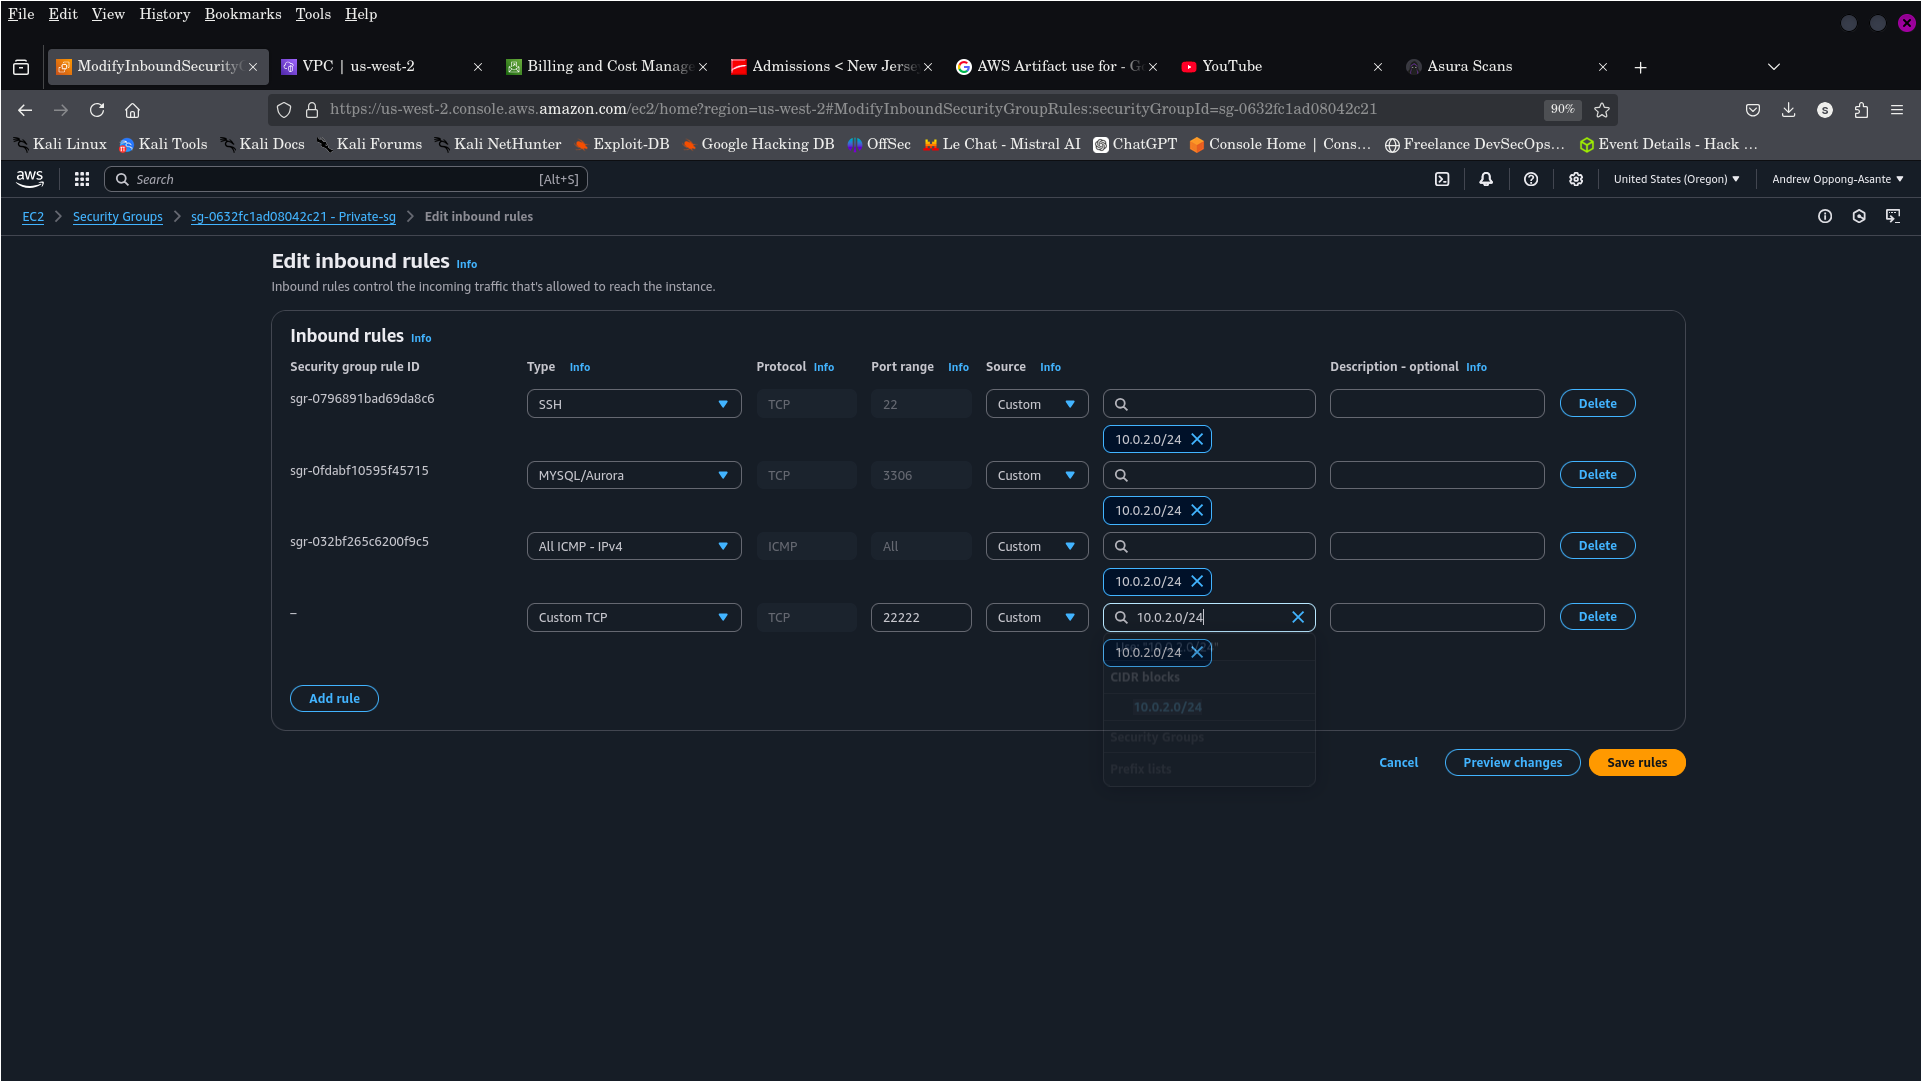 File Edit View History Bookmarks Tools Help
ModifyInboundSecurityG VPC | us-west-2 Billing and Cost Manage Admissions < New Jerse AWS Artifact use for - Go YouTube Asura Scans
https://us-west-2.console.aws.amazon.com/ec2/home?region=us-west-2#ModifyInboundSecurityGroupRules:securityGroupId=sg-0632fc1ad08042c21 90% S
Kali Linux Kali Tools Kali Docs Kali Forums Kali NetHunter Exploit-DB Google Hacking DB OffSec Le Chat - Mistral AI ChatGPT Console Home | Cons… Freelance DevSecOps… Event Details - Hack …
aws Search [Alt+S] United States (Oregon) Andrew Oppong-Asante
EC2 Security Groups sg-0632fc1ad08042c21 - Private-sg Edit inbound rules
Edit inbound rules Info
Inbound rules control the incoming traffic that's allowed to reach the instance.
Inbound rules Info
Security group rule ID Type Info Protocol Info Port range Info Source Info Description - optional Info
sgr-0796891bad69da8c6 SSH TCP 22 Custom Delete
10.0.2.0/24
sgr-0fdabf10595f45715 MYSQL/Aurora TCP 3306 Custom Delete
10.0.2.0/24
sgr-032bf265c6200f9c5 All ICMP - IPv4 ICMP All Custom Delete
10.0.2.0/24
– Custom TCP TCP 22222 Custom 10.0.2.0/24 Delete
10.0.2.0/24
CIDR blocks
10.0.2.0/24
Security Groups
Prefix lists
Add rule
Cancel Preview changes Save rules